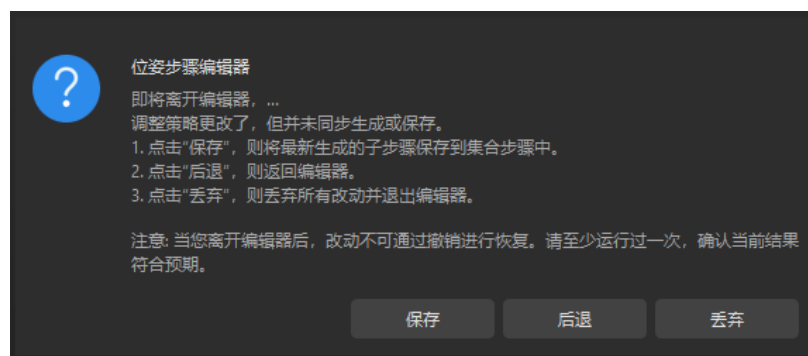 位姿步骤编辑器
即将离开编辑器，...
调整策略更改了，但并未同步生成或保存。
1. 点击"保存"，则将最新生成的子步骤保存到集合步骤中。
2. 点击"后退"，则返回编辑器。
3. 点击"丢弃"，则丢弃所有改动并退出编辑器。
注意: 当您离开编辑器后，改动不可通过撤销进行恢复。请至少运行过一次，确认当前结果
符合预期。
保存
后退
丢弃